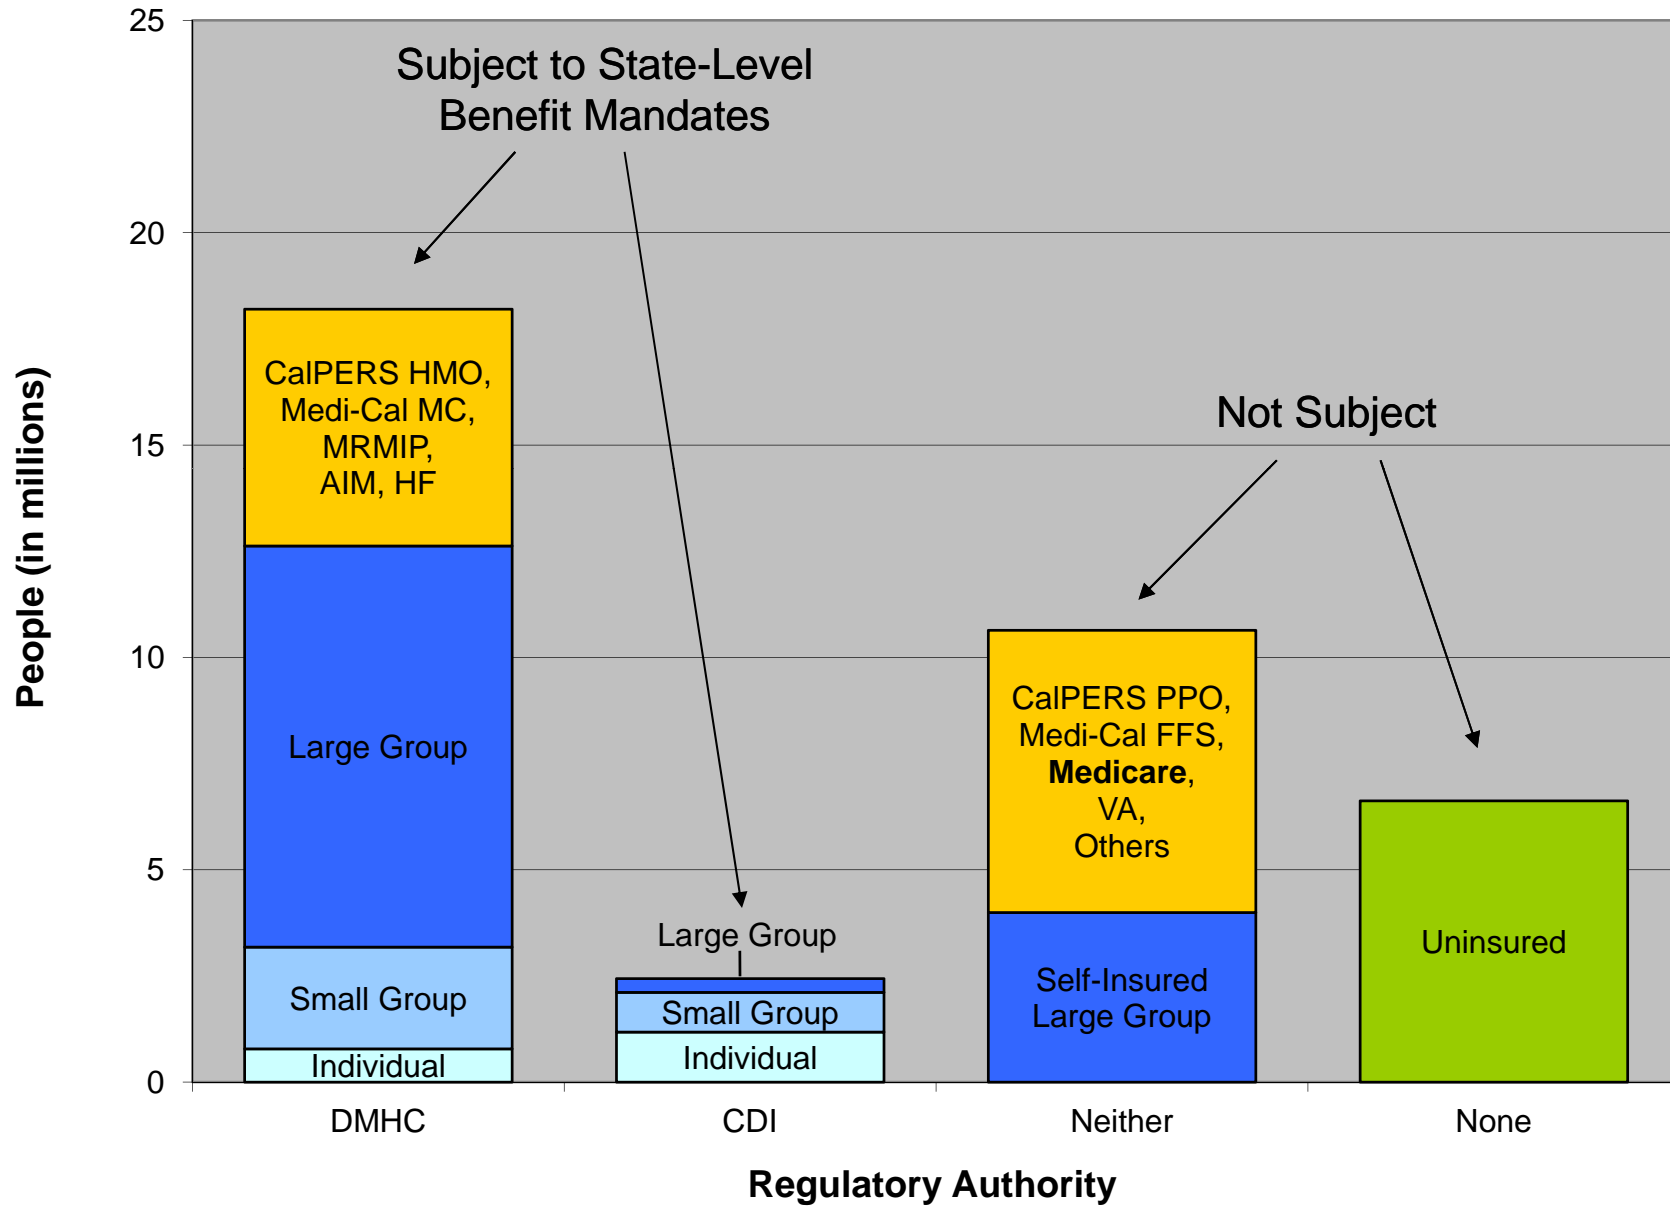 25
20
15
10
5
0
People (in millions)
Subject to State-Level
Benefit Mandates
Not Subject
CalPERS HMO,
Medi-Cal MC,
MRMIP,
AIM, HF
Large Group
Small Group
Individual
Large Group
Small Group
Individual
CalPERS PPO,
Medi-Cal FFS,
Medicare,
VA,
Others
Self-Insured
Large Group
Uninsured
DMHC
CDI
Neither
None
Regulatory Authority